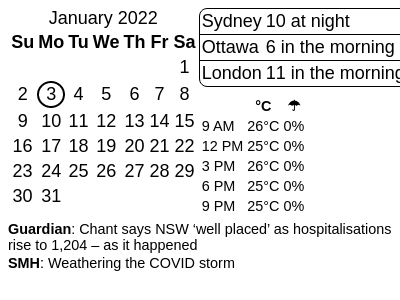 January 2022
Su Mo Tu We Th Fr Sa
1
2 3 4 5 6 7 8
9 10 11 12 13 14 15
16 17 18 19 20 21 22
23 24 25 26 27 28 29
30 31
Sydney 10 at night
Ottawa 6 in the morning
London 11 in the morning
°C ☂
9 AM 26°C 0%
12 PM 25°C 0%
3 PM 26°C 0%
6 PM 25°C 0%
9 PM 25°C 0%
Guardian: Chant says NSW ‘well placed’ as hospitalisations
rise to 1,204 – as it happened
SMH: Weathering the COVID storm